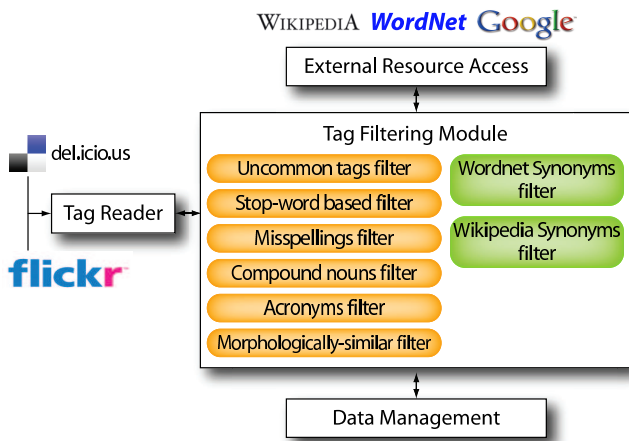 WIKIPEDIA WordNet Google
External Resource Access
Tag Filtering Module
del.icio.us
Tag Reader
flickr
Uncommon tags filter
Stop-word based filter
Misspellings filter
Compound nouns filter
Acronyms filter
Morphologically-similar filter
Wordnet Synonyms
filter
Wikipedia Synonyms
filter
Data Management